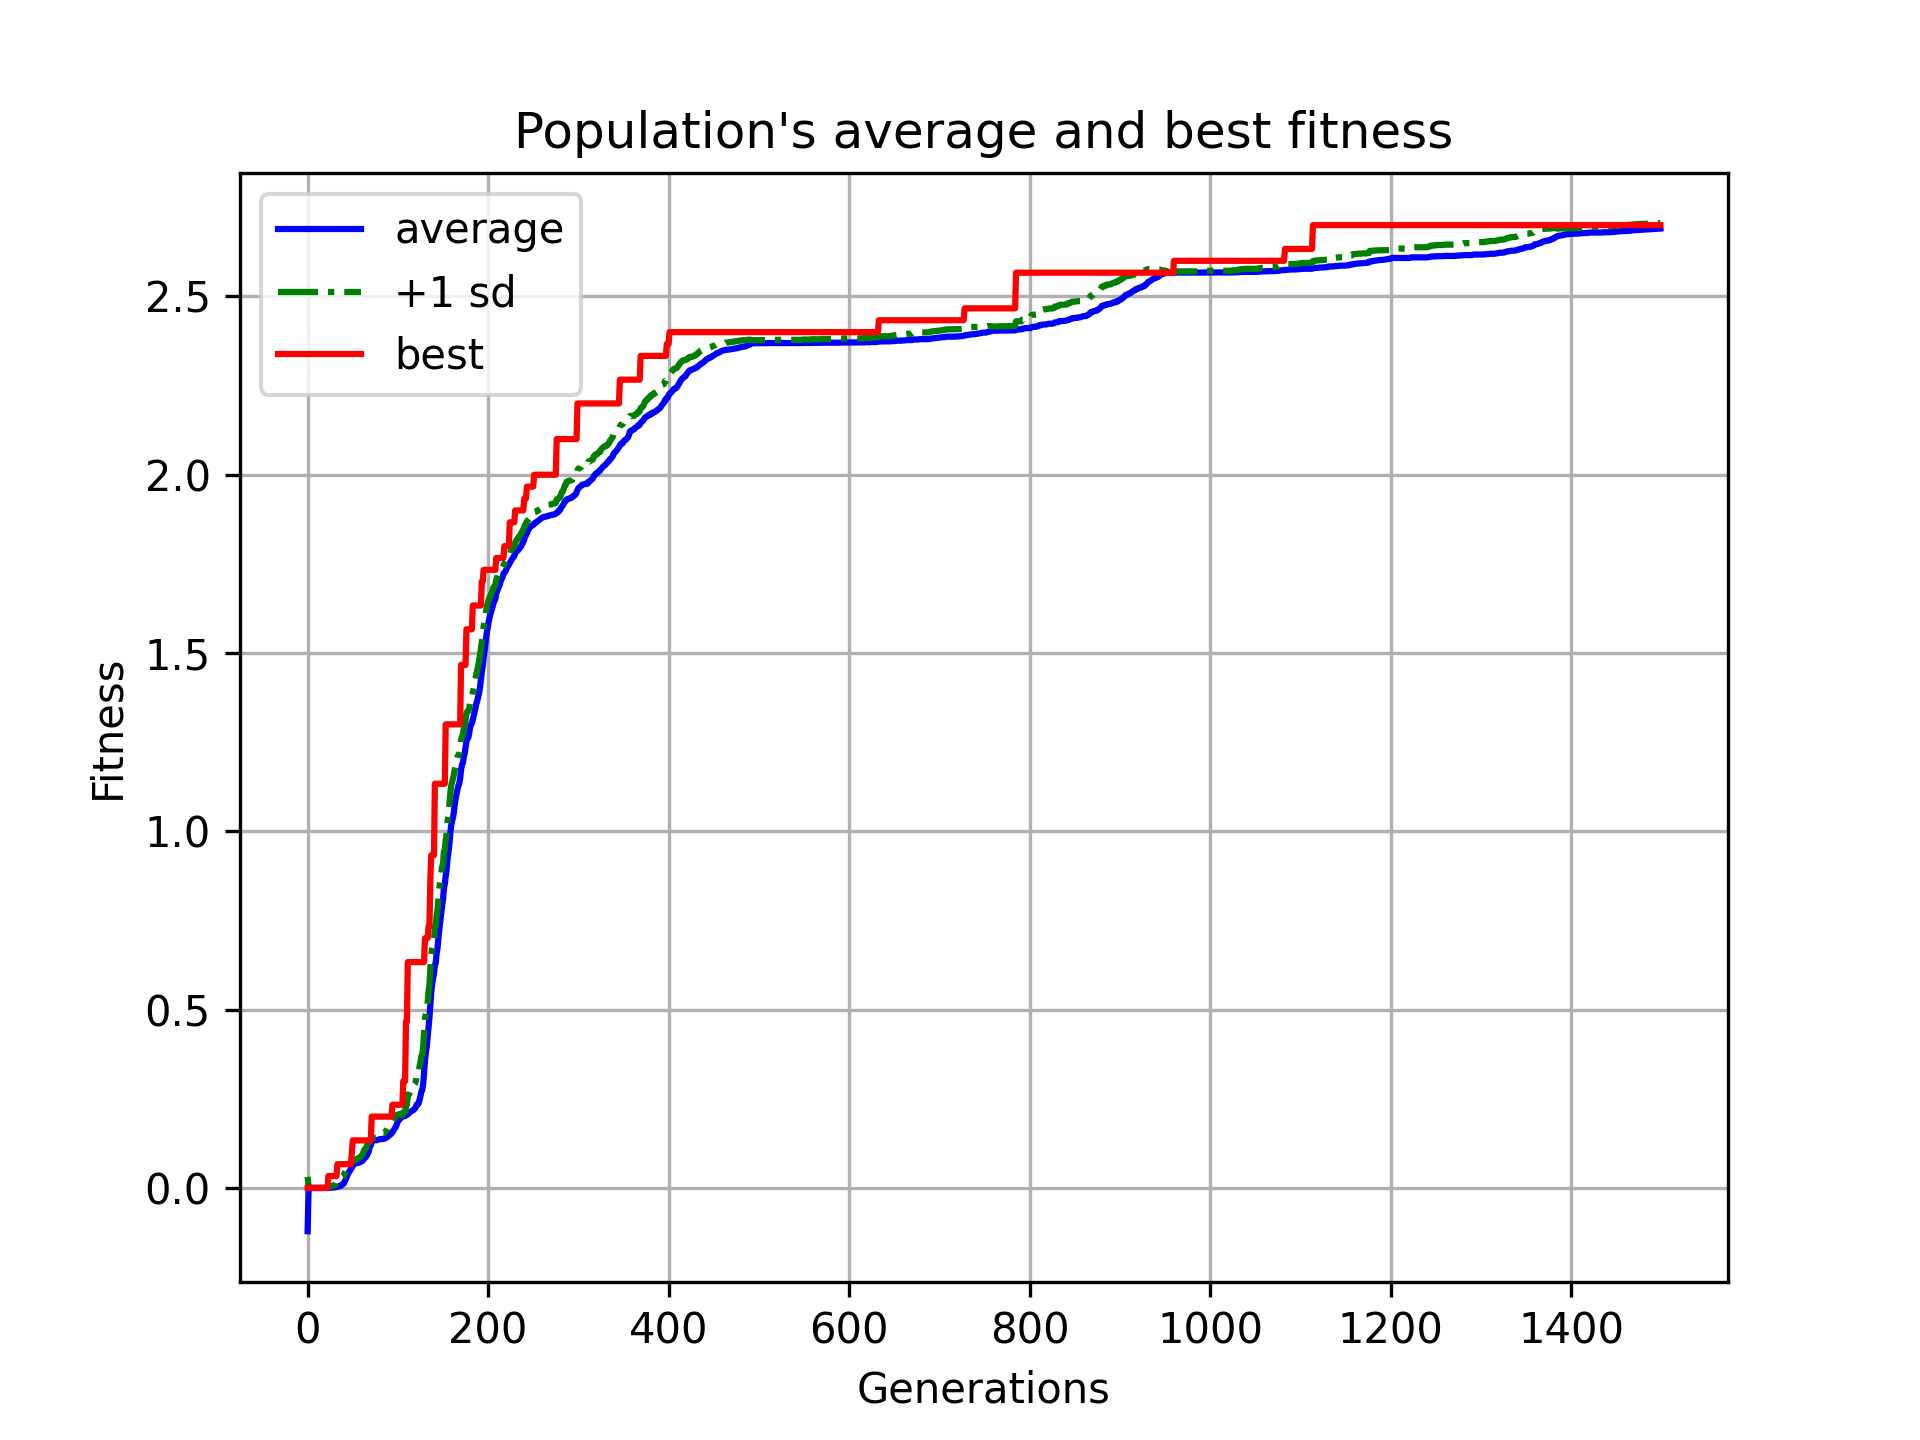 Population's average and best fitness
average
+1 sd
best
Fitness
2.5
2.0
1.5
1.0
0.5
0.0
0 200 400 600 800 1000 1200 1400
Generations